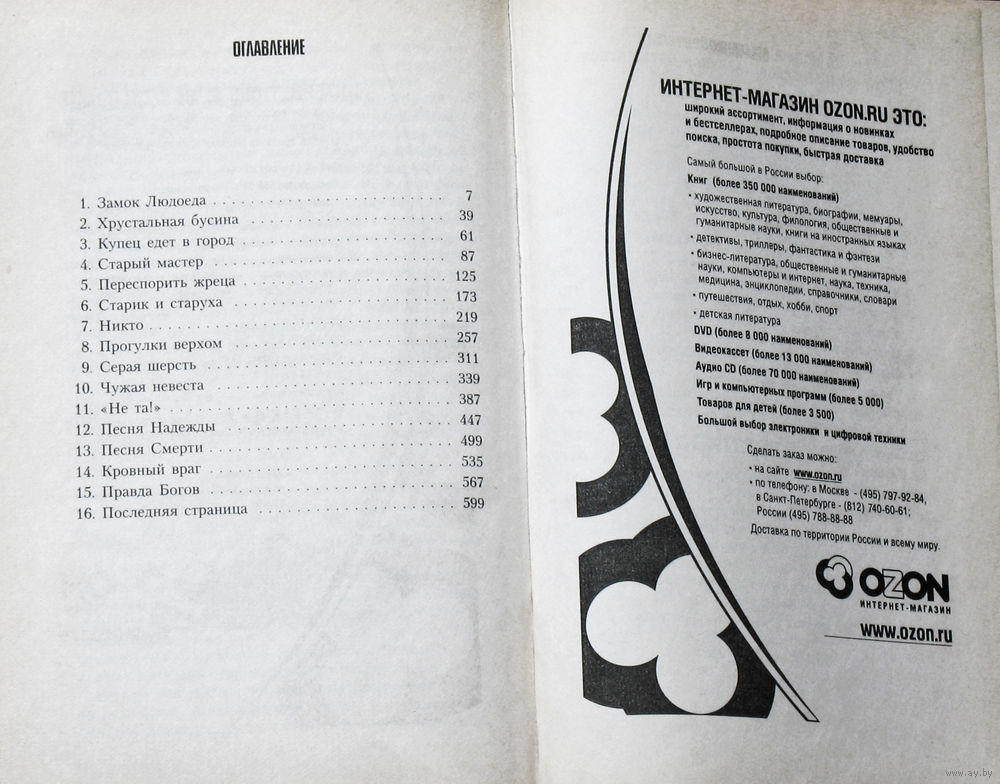 ОГЛАВЛЕНИЕ
1. Замок Людоеда . . . . . . . . . . . . . . . . . . . . . . 7
2. Хрустальная бусина . . . . . . . . . . . . . . . . . . 39
3. Купец едет в город . . . . . . . . . . . . . . . . . . . 61
4. Старый мастер . . . . . . . . . . . . . . . . . . . . . . 87
5. Переспорить жреца . . . . . . . . . . . . . . . . . . . 125
6. Старик и старуха . . . . . . . . . . . . . . . . . . . . 173
7. Никто . . . . . . . . . . . . . . . . . . . . . . . . . . . 219
8. Прогулки верхом . . . . . . . . . . . . . . . . . . . . 257
9. Серая шерсть . . . . . . . . . . . . . . . . . . . . . . 311
10. Чужая невеста . . . . . . . . . . . . . . . . . . . . . 339
11. «Не та!» . . . . . . . . . . . . . . . . . . . . . . . . . 387
12. Песня Надежды . . . . . . . . . . . . . . . . . . . . 447
13. Песня Смерти . . . . . . . . . . . . . . . . . . . . . 499
14. Кровный враг . . . . . . . . . . . . . . . . . . . . . 535
15. Правда Богов . . . . . . . . . . . . . . . . . . . . . 567
16. Последняя страница . . . . . . . . . . . . . . . . . 599
ИНТЕРНЕТ-МАГАЗИН OZON.RU ЭТО:
широкий ассортимент, информация о новинках
и бестселлерах, подробное описание товаров, удобство
поиска, простота покупки, быстрая доставка
Самый большой в России выбор:
Книг (более 350 000 наименований)
• художественная литература, биографии, мемуары,
искусство, культура, филология, общественные и
гуманитарные науки, книги на иностранных языках
• детективы, триллеры, фантастика и фэнтези
• бизнес-литература, общественные и гуманитарные
науки, компьютеры и интернет, наука, техника,
медицина, энциклопедии, справочники, словари
• путешествия, отдых, хобби, спорт
• детская литература
DVD (более 8 000 наименований)
Видеокассет (более 13 000 наименований)
Аудио CD (более 70 000 наименований)
Игр и компьютерных программ (более 5 000)
Товаров для детей (более 3 500)
Большой выбор электроники и цифровой техники
Сделать заказ можно:
• на сайте www.ozon.ru
• по телефону: в Москве - (495) 797-92-84,
в Санкт-Петербурге - (812) 740-60-61;
России (495) 788-88-88
Доставка по территории России и всему миру.
OZON
ИНТЕРНЕТ-МАГАЗИН
www.ozon.ru
www.ay.by